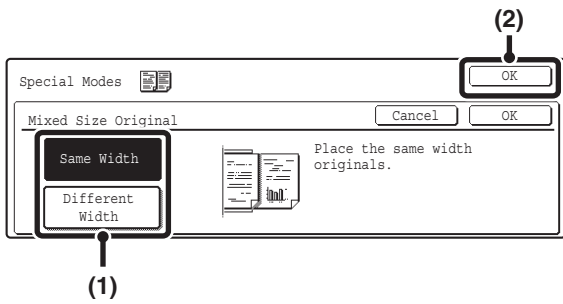 (2)
Special Modes
OK
Mixed Size Original
Cancel
OK
Same Width
Place the same width
originals.
Different
Width
(1)